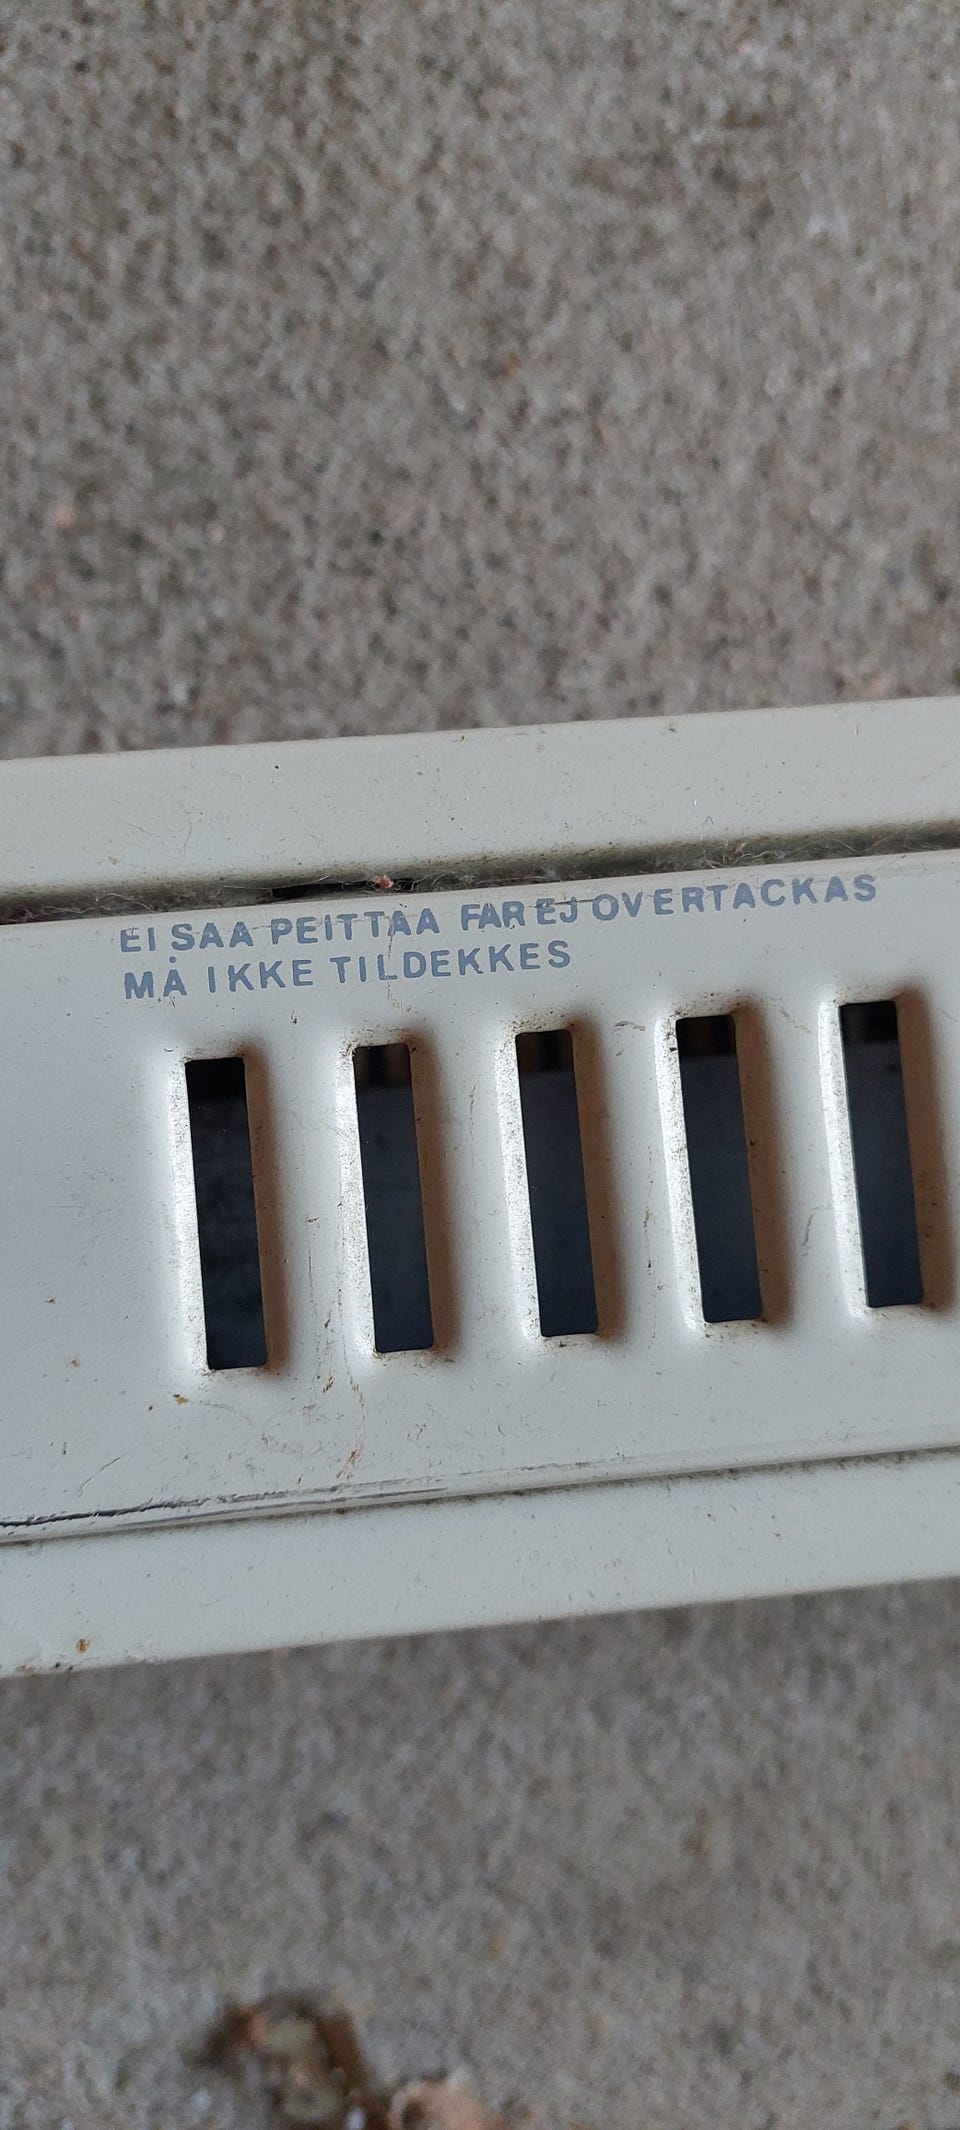 EI SAA PEITTAA FAR EJ OVERTACKAS
MÅ IKKE TILDEKKES